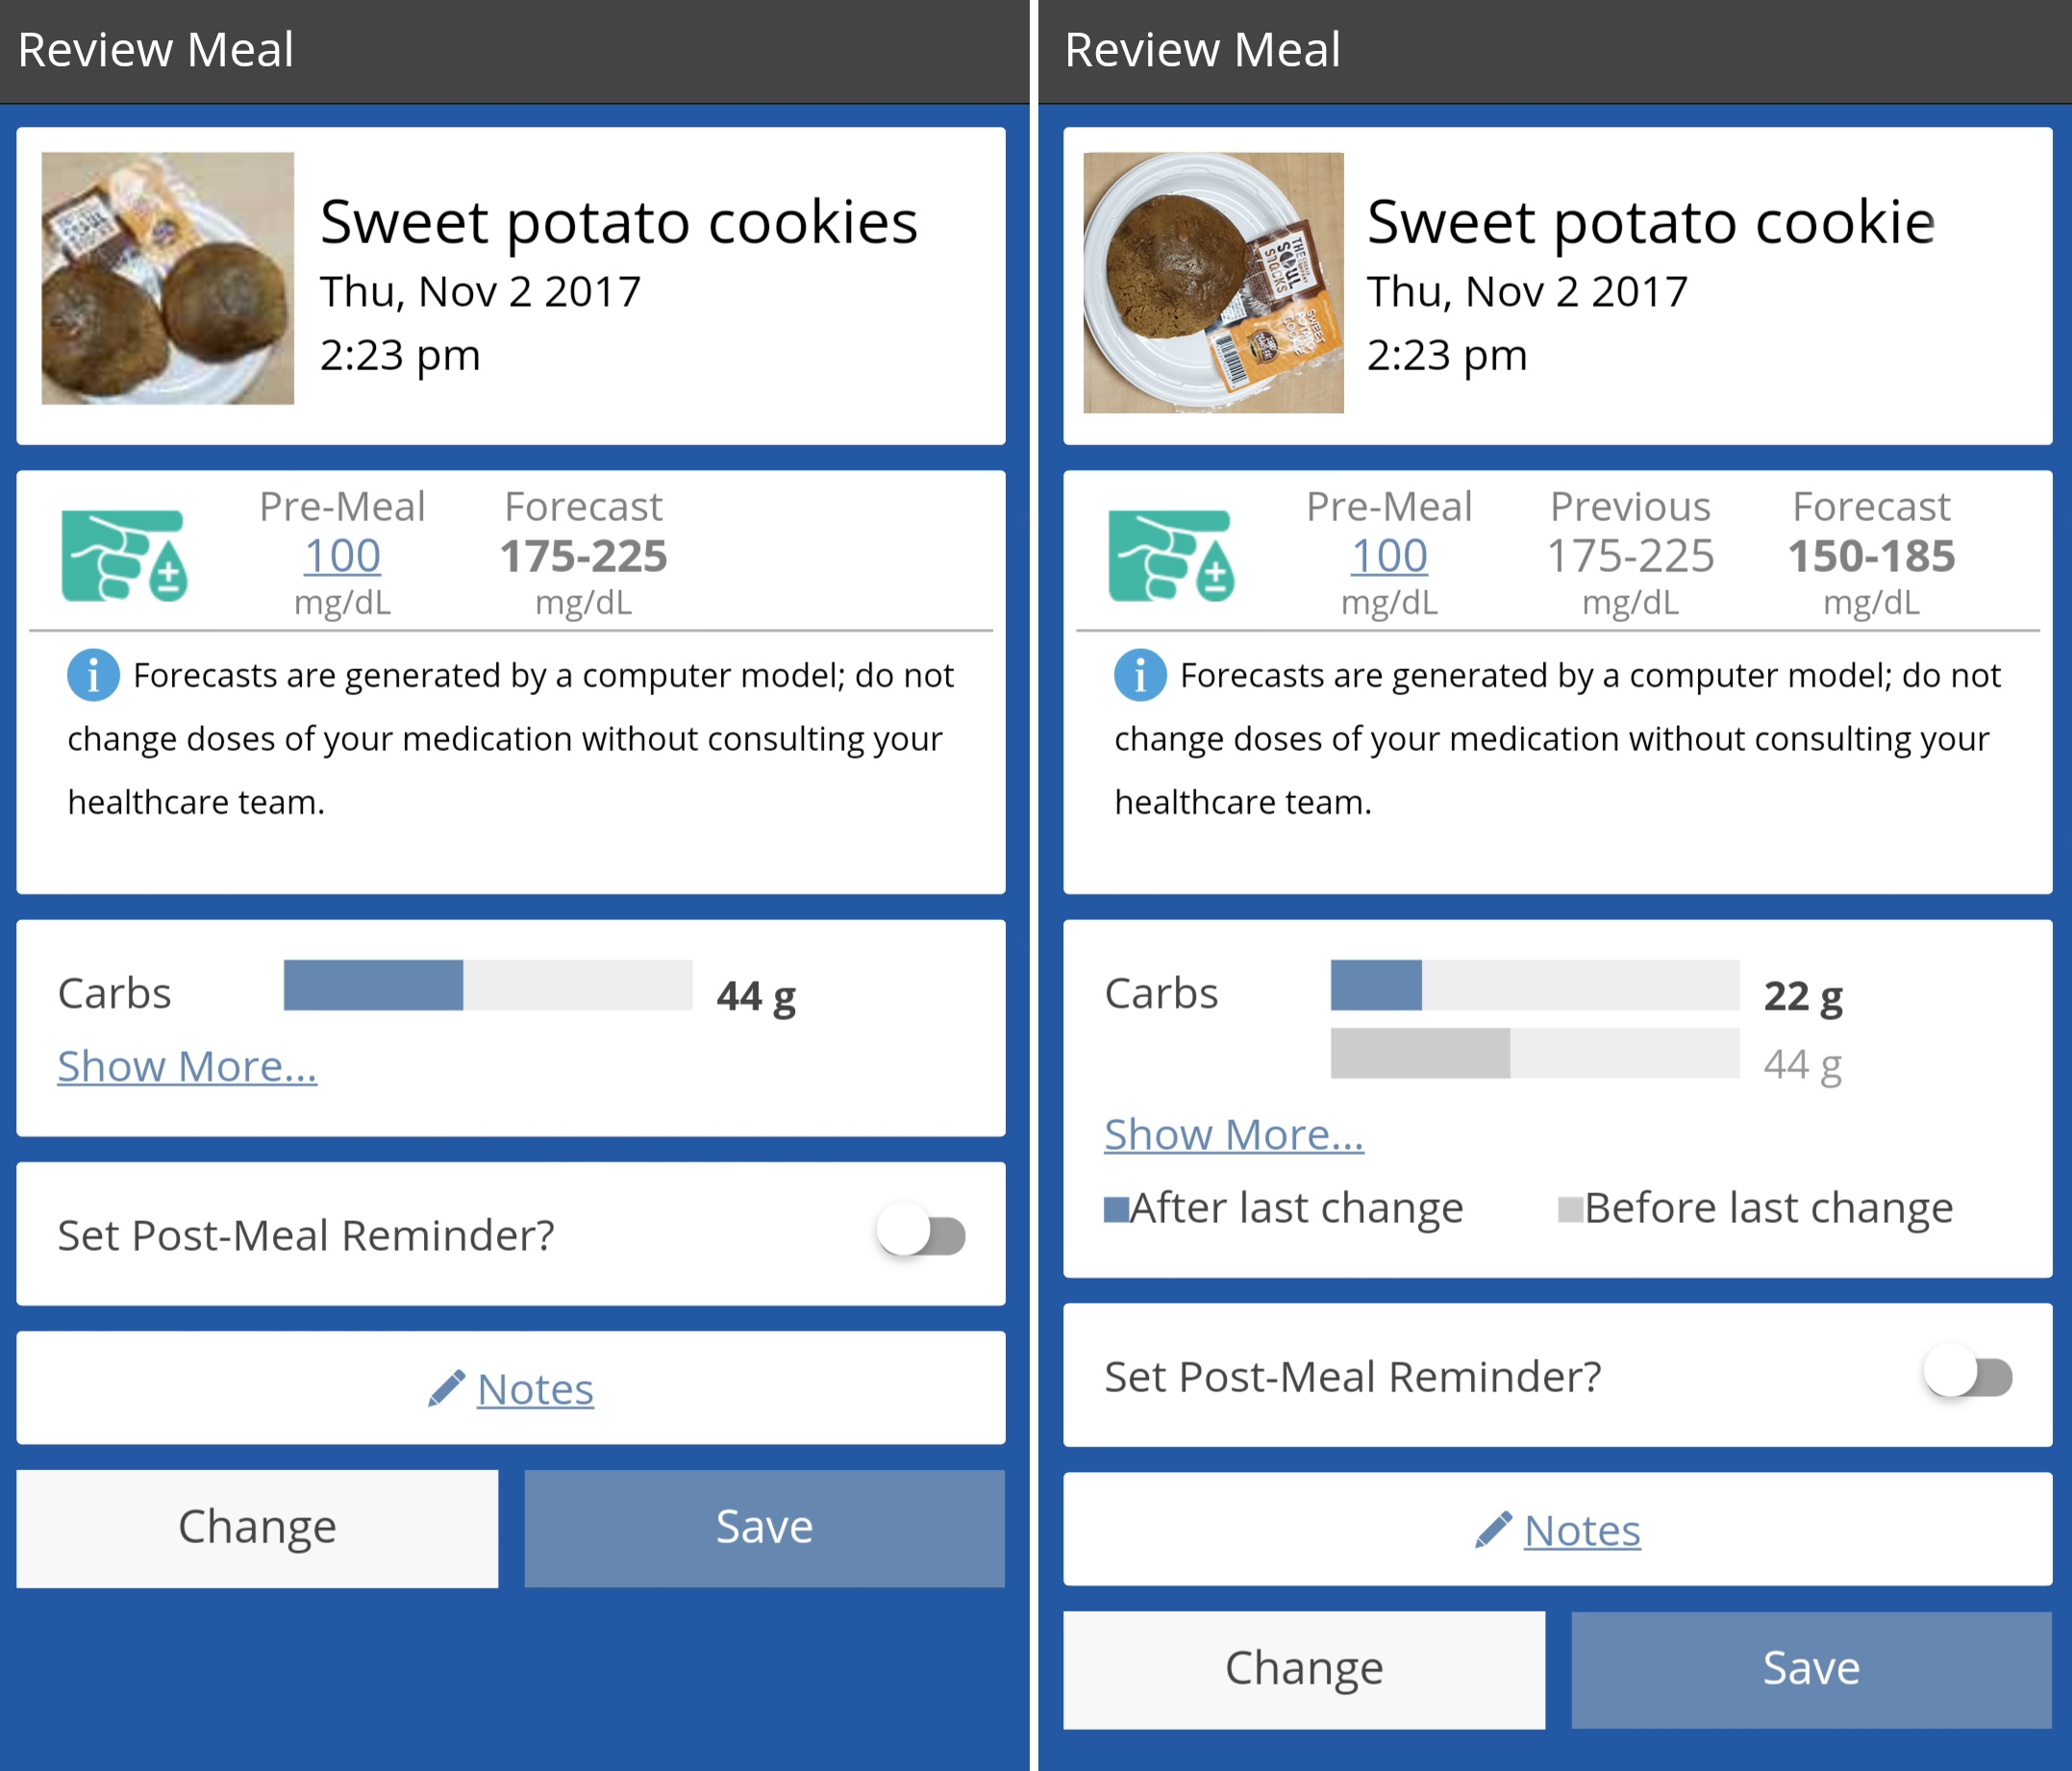 Review Meal
Sweet potato cookies
Thu, Nov 2 2017
2:23 pm
Pre-Meal
100
mg/dL
Forecast
175-225
mg/dL
Forecasts are generated by a computer model; do not
change doses of your medication without consulting your
healthcare team.
Carbs
44 g
Show More...
Set Post-Meal Reminder?
Notes
Change
Save
Review Meal
THE
SOUL
STOCKS
SWEET
POTATO
COOKIE
Sweet potato cookie
Thu, Nov 2 2017
2:23 pm
Pre-Meal
100
mg/dL
Previous
175-225
mg/dL
Forecast
150-185
mg/dL
Forecasts are generated by a computer model; do not
change doses of your medication without consulting your
healthcare team.
Carbs
22 g
44 g
Show More...
After last change
Before last change
Set Post-Meal Reminder?
Notes
Change
Save